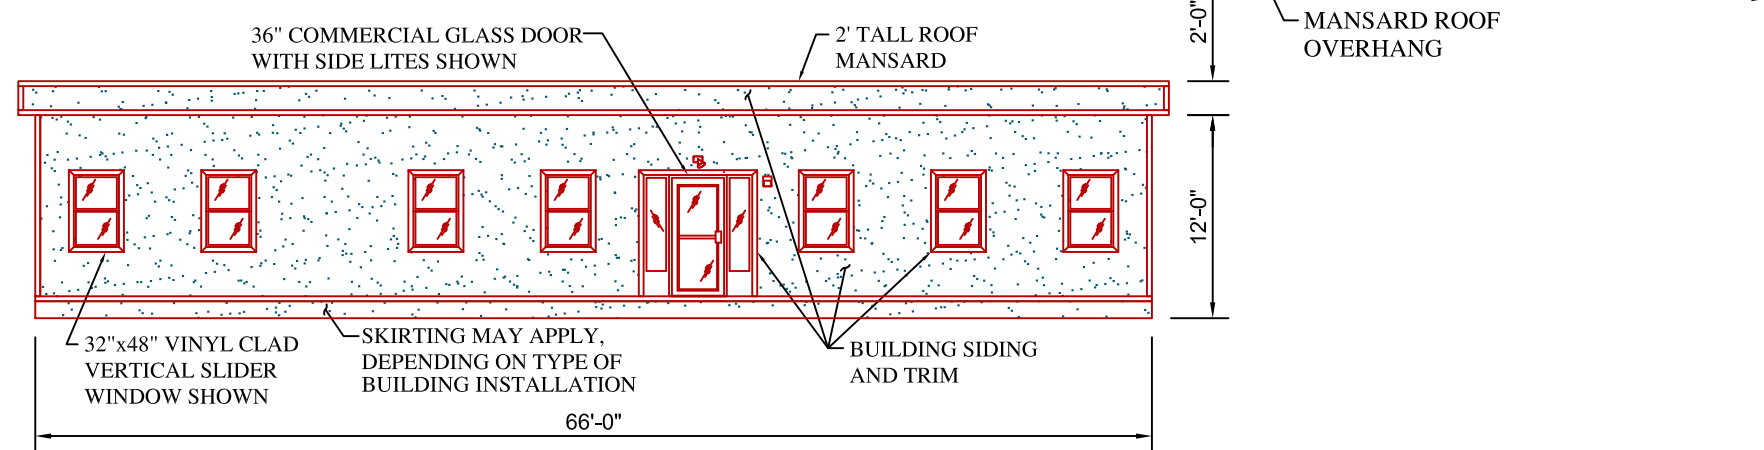 36" COMMERCIAL GLASS DOOR
WITH SIDE LITES SHOWN
2' TALL ROOF
MANSARD
2'-0"
MANSARD ROOF
OVERHANG
12'-0"
32"x48" VINYL CLAD
VERTICAL SLIDER
WINDOW SHOWN
SKIRTING MAY APPLY,
DEPENDING ON TYPE OF
BUILDING INSTALLATION
BUILDING SIDING
AND TRIM
66'-0"